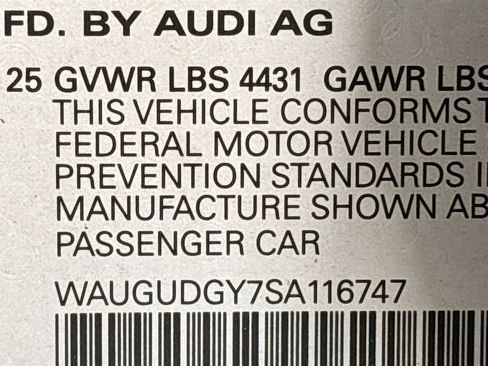 FD. BY AUDI AG
25 GVWR LBS 4431 GAWR LBS
THIS VEHICLE CONFORMS T
FEDERAL MOTOR VEHICLE
PREVENTION STANDARDS I
MANUFACTURE SHOWN AB
PASSENGER CAR
WAUGUDGY7SA116747